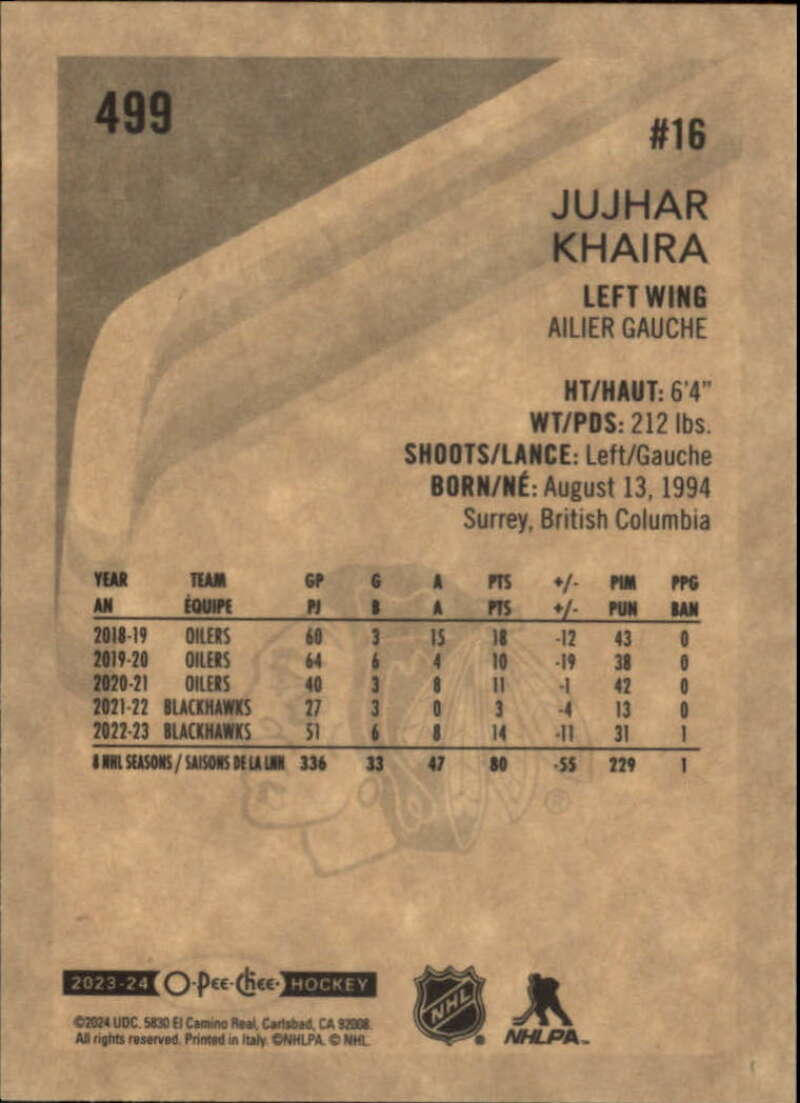 499
#16
JUJHAR
KHAIRA
LEFT WING
AILIER GAUCHE
HT/HAUT: 6'4"
WT/PDS: 212 lbs.
SHOOTS/LANCE: Left/Gauche
BORN/NÉ: August 13, 1994
Surrey, British Columbia
YEAR TEAM GP G A PTS +/- PIM PPG
AN ÉQUIPE PJ B A PTS +/- PUN BAN
2018-19 OILERS 60 3 15 18 -12 43 0
2019-20 OILERS 64 6 4 10 -19 38 0
2020-21 OILERS 40 3 8 11 -1 42 0
2021-22 BLACKHAWKS 27 3 0 3 -4 13 0
2022-23 BLACKHAWKS 51 6 8 14 -11 31 1
8 NHL SEASONS / SAISONS DE LA LNH 336 33 47 80 -55 229 1
2023-24 O-Pee-Chee HOCKEY
©2024 UDC. 5830 El Camino Real, Carlsbad, CA 92008.
All rights reserved. Printed in Italy. ©NHLPA. © NHL.
NHL
NHLPA